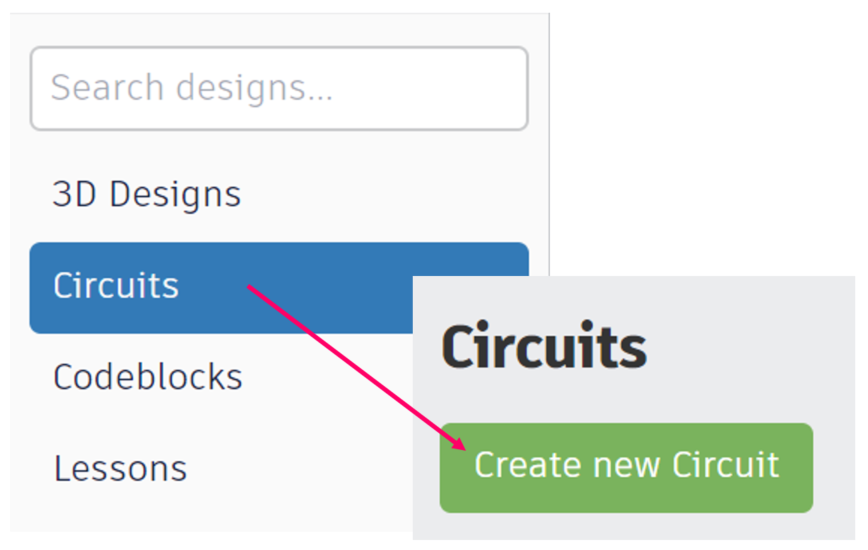 Search designs...
3D Designs
Circuits
Codeblocks
Lessons
Circuits
Create new Circuit